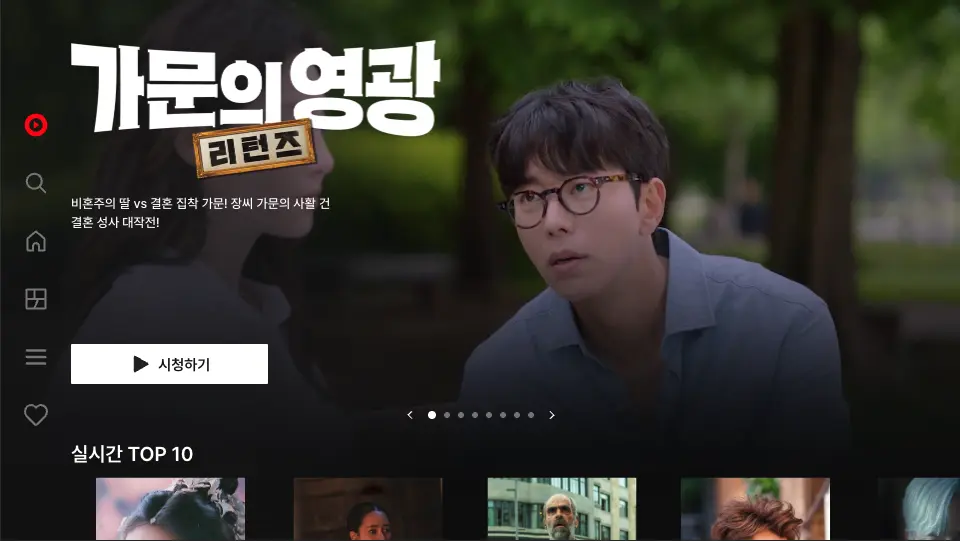 가문의 영광
리턴즈
비혼주의 딸 vs 결혼 집착 가문! 장씨 가문의 사활 건
결혼 성사 대작전!
시청하기
실시간 TOP 10